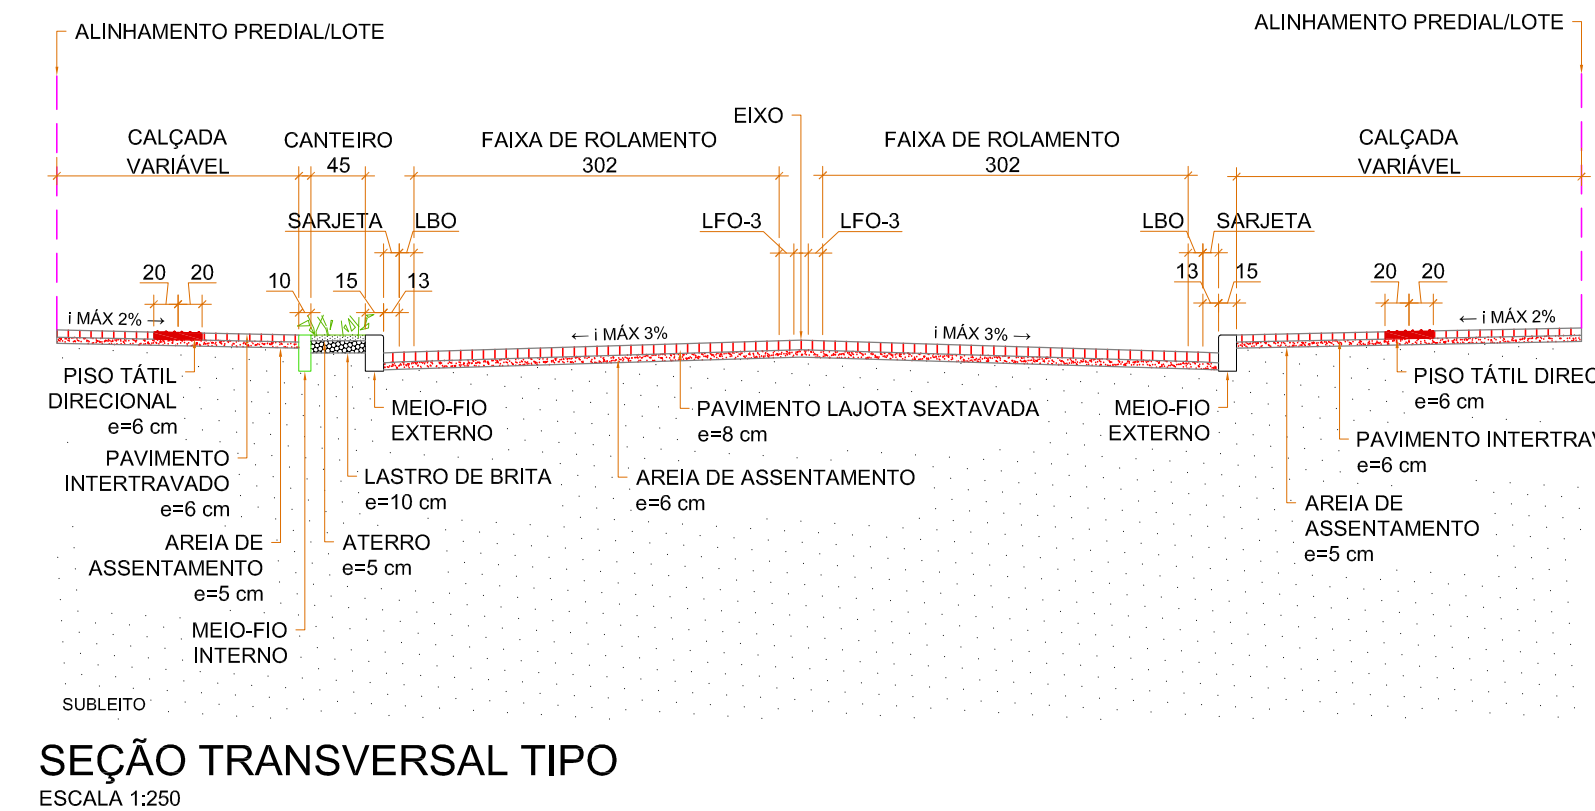 ALINHAMENTO PREDIAL/LOTE
ALINHAMENTO PREDIAL/LOTE
EIXO
CALÇADA
VARIÁVEL
CANTEIRO
45
FAIXA DE ROLAMENTO
302
FAIXA DE ROLAMENTO
302
CALÇADA
VARIÁVEL
SARJETA
LBO
LFO-3
LFO-3
LBO
SARJETA
20
20
10
15
13
13
15
20
20
i MÁX 2% →
← i MÁX 3%
i MÁX 3% →
← i MÁX 2%
PISO TÁTIL
DIRECIONAL
e=6 cm
PAVIMENTO
INTERTRAVADO
e=6 cm
AREIA DE
ASSENTAMENTO
e=5 cm
MEIO-FIO
INTERNO
MEIO-FIO
EXTERNO
LASTRO DE BRITA
e=10 cm
ATERRO
e=5 cm
PAVIMENTO LAJOTA SEXTAVADA
e=8 cm
AREIA DE ASSENTAMENTO
e=6 cm
MEIO-FIO
EXTERNO
PISO TÁTIL DIREC
e=6 cm
PAVIMENTO INTERTRAV
e=6 cm
AREIA DE
ASSENTAMENTO
e=5 cm
SUBLEITO
SEÇÃO TRANSVERSAL TIPO
ESCALA 1:250